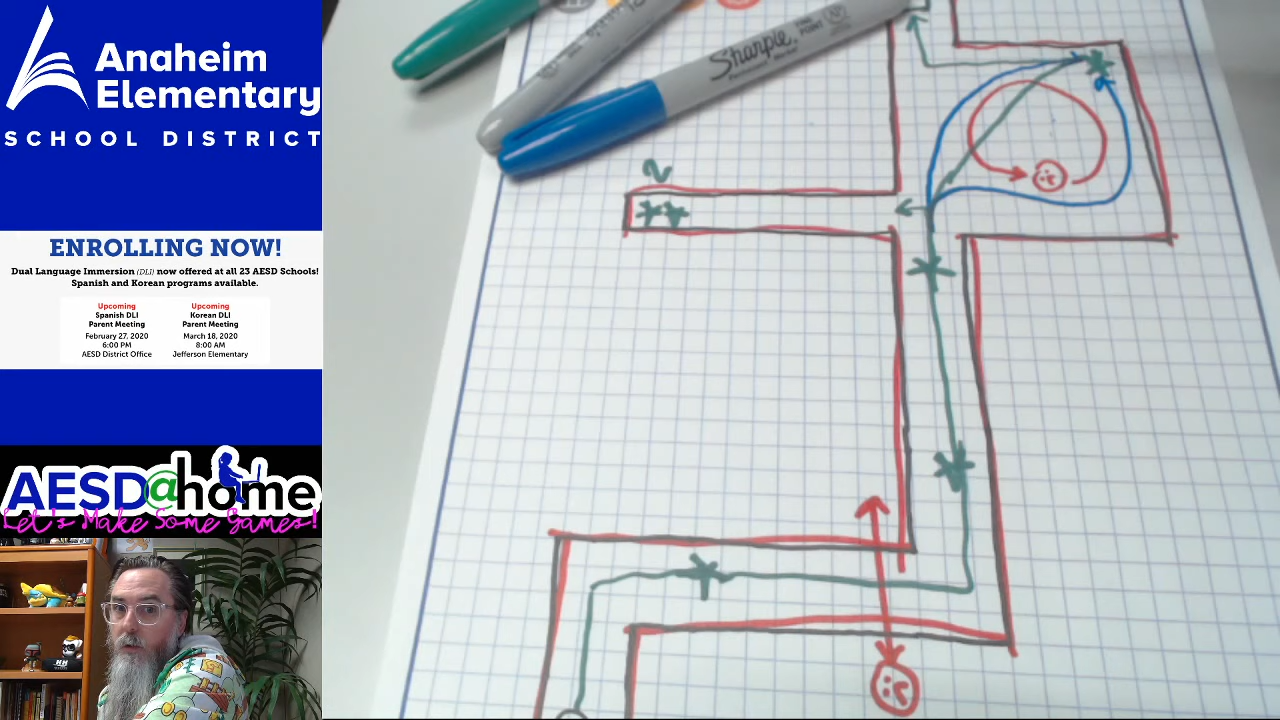 Anaheim
Elementary
SCHOOL DISTRICT
ENROLLING NOW!
Dual Language Immersion (DLI) now offered at all 23 AESD Schools!
Spanish and Korean programs available.
Upcoming
Spanish DLI
Parent Meeting
February 27, 2020
6:00 PM
AESD District Office
Upcoming
Korean DLI
Parent Meeting
March 18, 2020
8:00 AM
Jefferson Elementary
AESD@home
Let's Make Some Games!
Sharpie
2